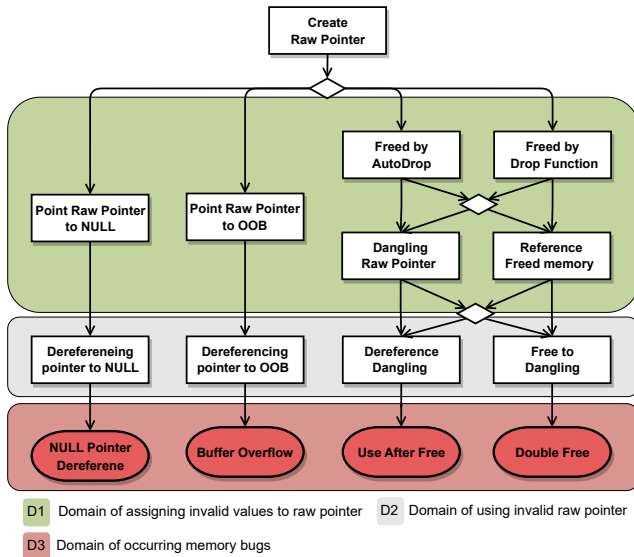 Create
Raw Pointer
Freed by
AutoDrop
Freed by
Drop Function
Point Raw Pointer
to NULL
Point Raw Pointer
to OOB
Dangling
Raw Pointer
Reference
Freed memory
Derefereneing
pointer to NULL
Dereferencing
pointer to OOB
Dereference
Dangling
Free to
Dangling
NULL Pointer
Dereferene
Buffer Overflow
Use After Free
Double Free
D1 Domain of assigning invalid values to raw pointer
D2 Domain of using invalid raw pointer
D3 Domain of occurring memory bugs